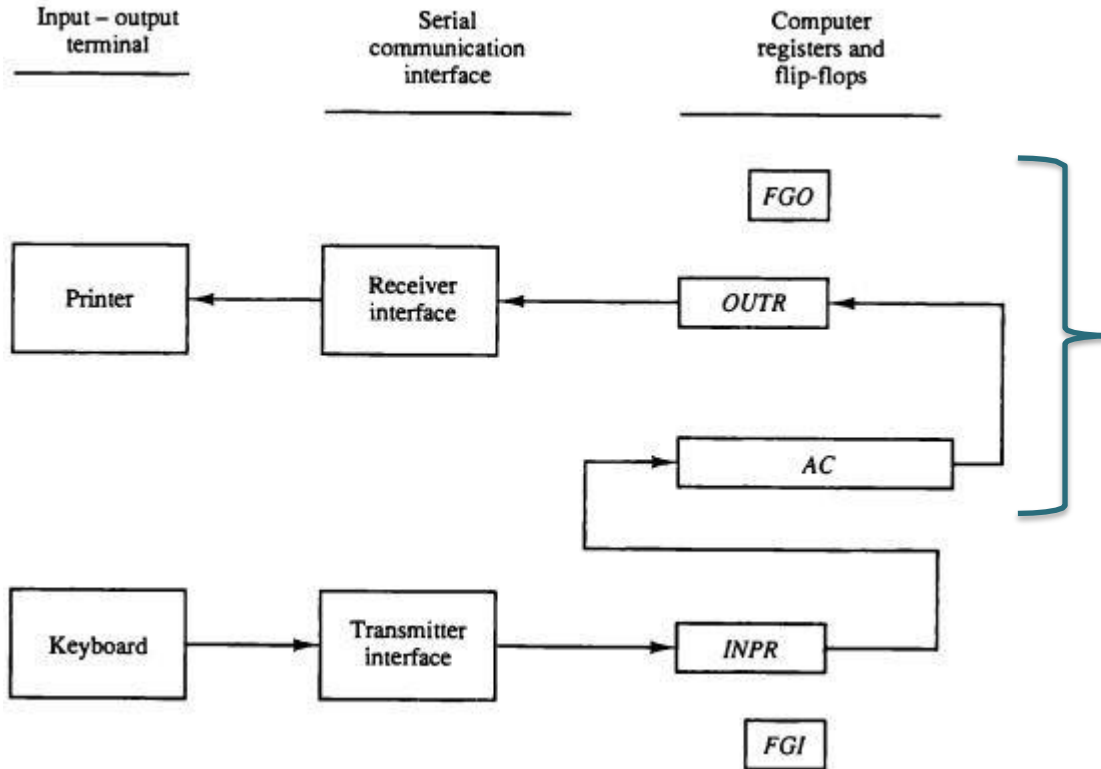 Input – output
terminal
Serial
communication
interface
Computer
registers and
flip-flops
FGO
Printer
Receiver
interface
OUTR
AC
Keyboard
Transmitter
interface
INPR
FGI